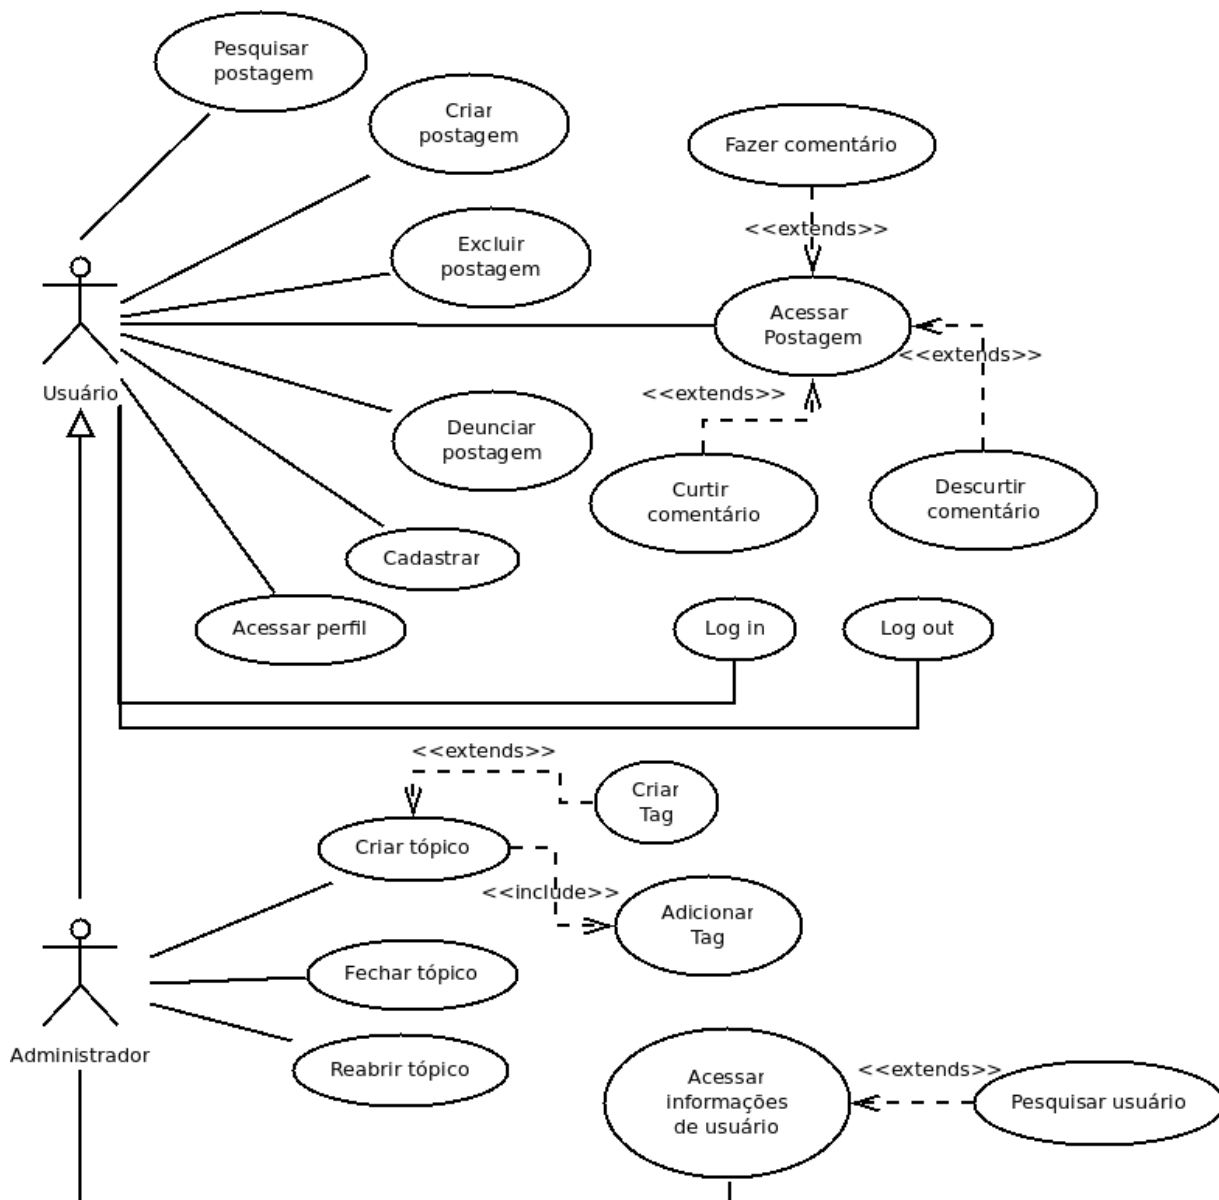 Pesquisar
postagem
Criar
postagem
Fazer comentário
<<extends>>
Excluir
postagem
Acessar
Postagem
<<extends>>
Usuário
<<extends>>
Deunciar
postagem
Curtir
comentário
Descurtir
comentário
Cadastrar
Acessar perfil
Log in
Log out
<<extends>>
Criar
Tag
Criar tópico
<<include>>
Adicionar
Tag
Fechar tópico
Administrador
Reabrir tópico
Acessar
informações
de usuário
<<extends>>
Pesquisar usuário